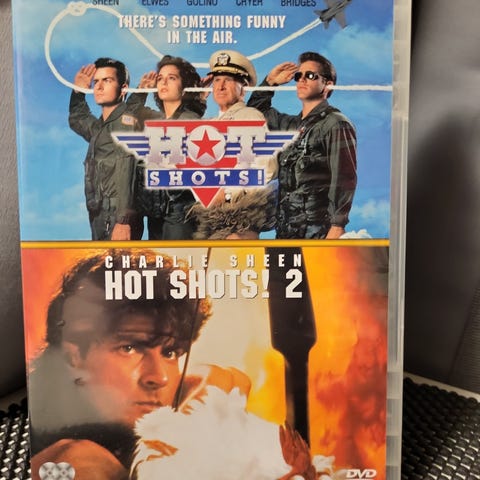 SHEEN ELWES GOLINO CRYER BRIDGES
THERE'S SOMETHING FUNNY
IN THE AIR.
HOT
SHOTS!
CHARLIE SHEEN
HOT SHOTS! 2
DVD